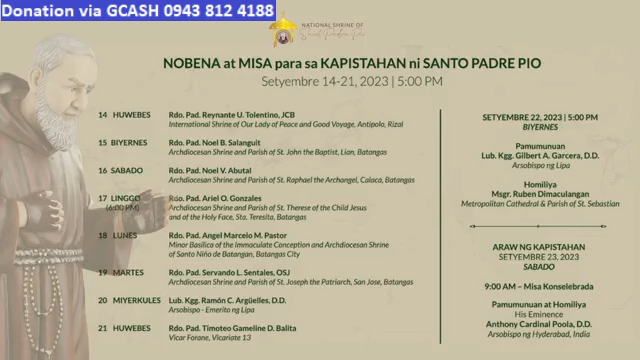 Donation via GCASH 0943 812 4188
NATIONAL SHRINE OF
Saint Padre Pio
NOBENA at MISA para sa KAPISTAHAN ni SANTO PADRE PIO
Setyembre 14-21, 2023 | 5:00 PM
14 HUWEBES
Rdo. Pad. Reynante U. Tolentino, JCB
International Shrine of Our Lady of Peace and Good Voyage, Antipolo, Rizal
15 BIYERNES
Rdo. Pad. Noel B. Salanguit
Archdiocesan Shrine and Parish of St. John the Baptist, Lian, Batangas
16 SABADO
Rdo. Pad. Noel V. Abutal
Archdiocesan Shrine and Parish of St. Raphael the Archangel, Calaca, Batangas
17 LINGGO
(6:00 PM)
Rdo. Pad. Ariel O. Gonzales
Archdiocesan Shrine and Parish of St. Therese of the Child Jesus
and of the Holy Face, Sta. Teresita, Batangas
18 LUNES
Rdo. Pad. Angel Marcelo M. Pastor
Minor Basilica of the Immaculate Conception and Archdiocesan Shrine
of Santo Niño de Batangan, Batangas City
19 MARTES
Rdo. Pad. Servando L. Sentales, OSJ
Archdiocesan Shrine and Parish of St. Joseph the Patriarch, San Jose, Batangas
20 MIYERKULES
Lub. Kgg. Ramón C. Argüelles, D.D.
Arsobispo - Emerito ng Lipa
21 HUWEBES
Rdo. Pad. Timoteo Gameline D. Balita
Vicar Forane, Vicariate 13
SETYEMBRE 22, 2023 | 5:00 PM
BIYERNES
Pamumunuan
Lub. Kgg. Gilbert A. Garcera, D.D.
Arsobispo ng Lipa
Homiliya
Msgr. Ruben Dimaculangan
Metropolitan Cathedral & Parish of St. Sebastian
ARAW NG KAPISTAHAN
SETYEMBRE 23, 2023
SABADO
9:00 AM – Misa Konselebrada
Pamumunuan at Homiliya
His Eminence
Anthony Cardinal Poola, D.D.
Arsobispo ng Hyderabad, India